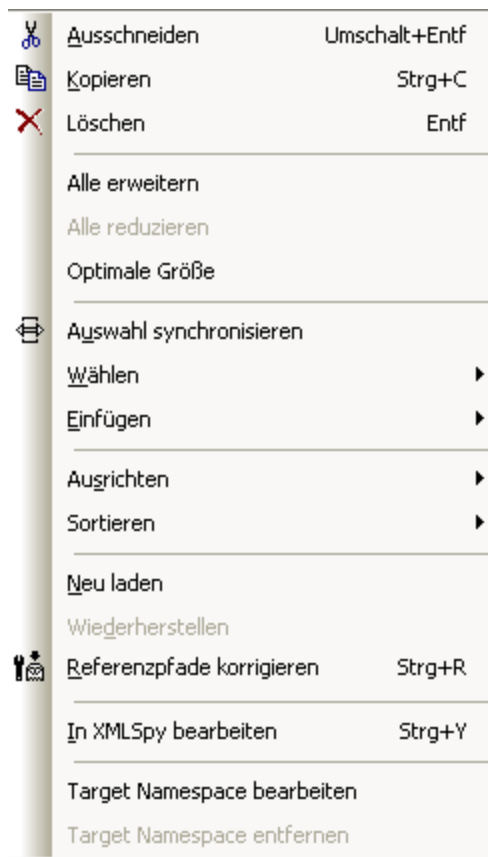 Ausschneiden Umschalt+Entf
Kopieren Strg+C
Löschen Entf
Alle erweitern
Alle reduzieren
Optimale Größe
Auswahl synchronisieren
Wählen
Einfügen
Ausrichten
Sortieren
Neu laden
Wiederherstellen
Referenzpfade korrigieren Strg+R
In XMLSpy bearbeiten Strg+Y
Target Namespace bearbeiten
Target Namespace entfernen